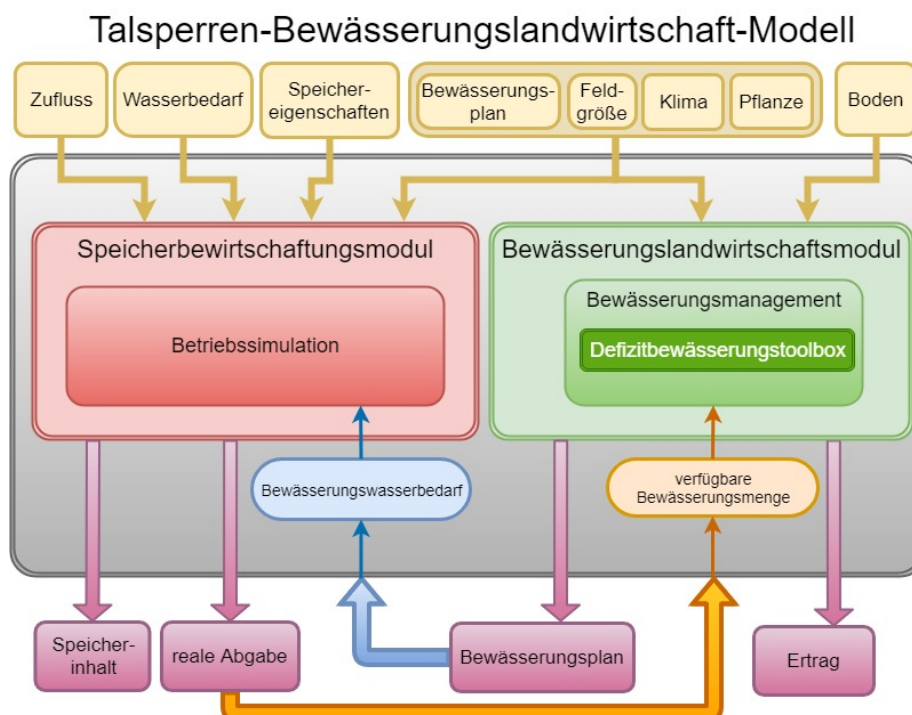 Talsperren-Bewässerungslandwirtschaft-Modell
Zufluss
Wasserbedarf
Speicher-
eigenschaften
Bewässerungs-
plan
Feld-
größe
Klima
Pflanze
Boden
Speicherbewirtschaftungsmodul
Betriebssimulation
Bewässerungslandwirtschaftsmodul
Bewässerungsmanagement
Defizitbewässerungstoolbox
Bewässerungswasserbedarf
verfügbare
Bewässerungsmenge
Speicher-
inhalt
reale Abgabe
Bewässerungsplan
Ertrag